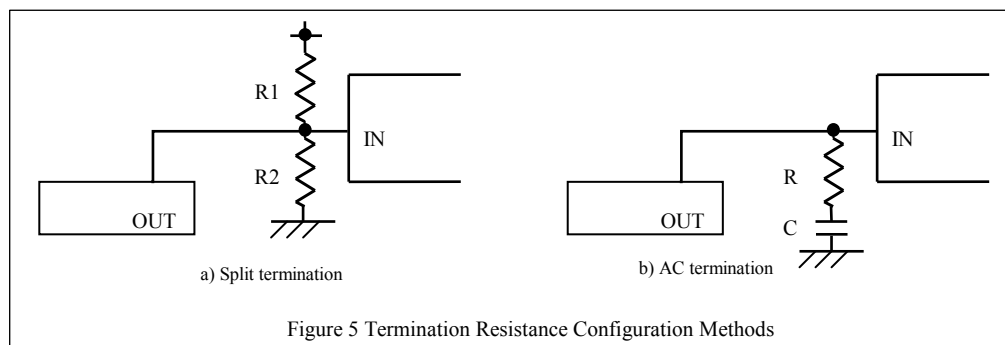 R1
IN
R2
OUT
a) Split termination
IN
R
OUT
C
b) AC termination
Figure 5 Termination Resistance Configuration Methods